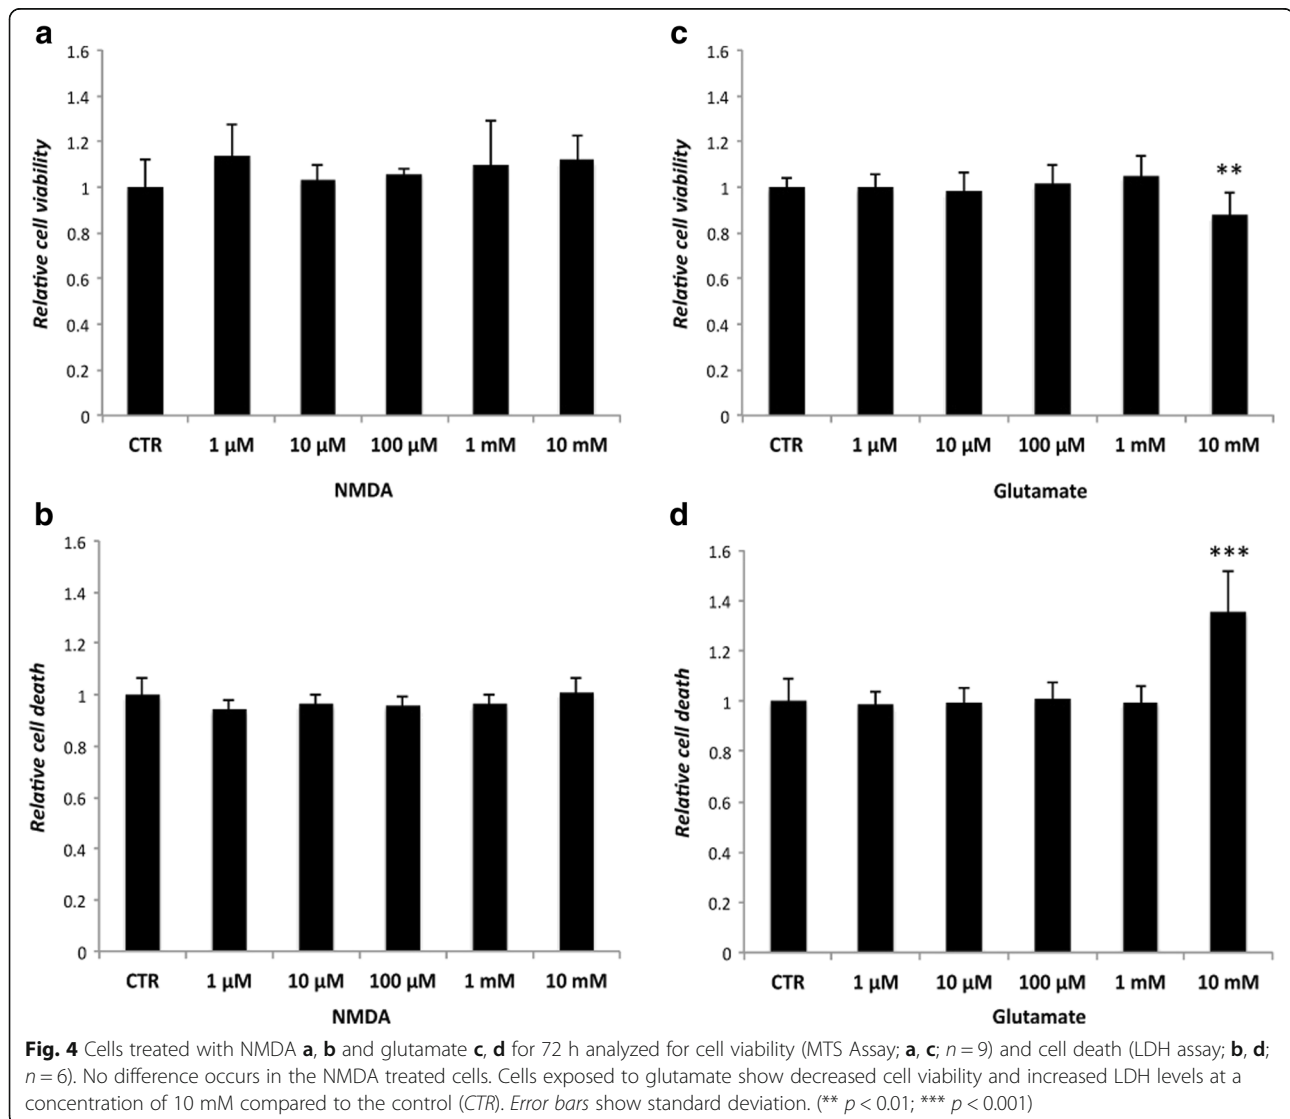 a
1.6
1.4
1.2
1
0.8
0.6
0.4
0.2
0
Relative cell viability
CTR 1 µM 10 µM 100 µM 1 mM 10 mM
NMDA
c
1.6
1.4
1.2
1
0.8
0.6
0.4
0.2
0
Relative cell viability
**
CTR 1 µM 10 µM 100 µM 1 mM 10 mM
Glutamate
b
1.6
1.4
1.2
1
0.8
0.6
0.4
0.2
0
Relative cell death
CTR 1 µM 10 µM 100 µM 1 mM 10 mM
NMDA
d
1.6
1.4
1.2
1
0.8
0.6
0.4
0.2
0
Relative cell death
***
CTR 1 µM 10 µM 100 µM 1 mM 10 mM
Glutamate
Fig. 4 Cells treated with NMDA a, b and glutamate c, d for 72 h analyzed for cell viability (MTS Assay; a, c; n = 9) and cell death (LDH assay; b, d;
n = 6). No difference occurs in the NMDA treated cells. Cells exposed to glutamate show decreased cell viability and increased LDH levels at a
concentration of 10 mM compared to the control (CTR). Error bars show standard deviation. (** p < 0.01; *** p < 0.001)